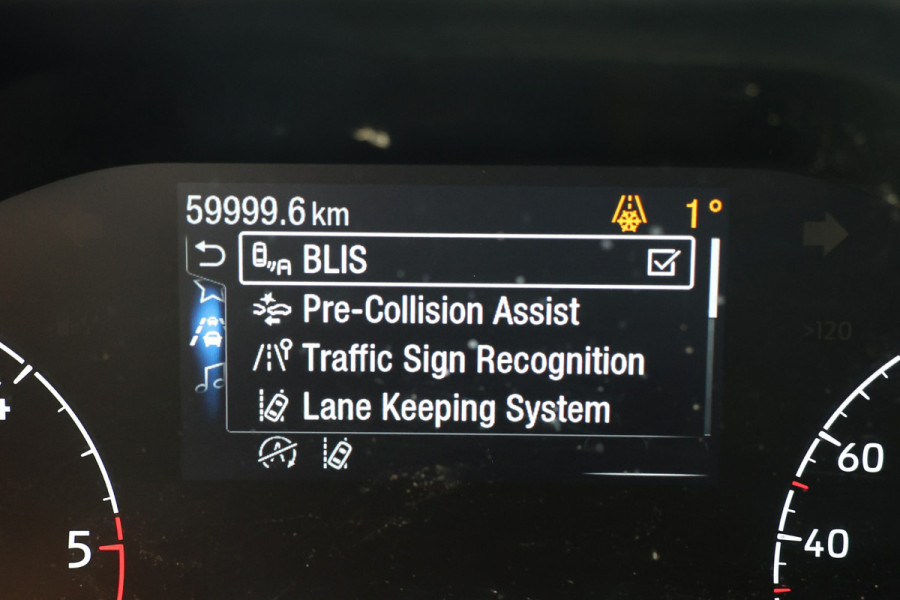 59999.6 km 1°
BLIS
Pre-Collision Assist
Traffic Sign Recognition
Lane Keeping System
>120
60
40
5